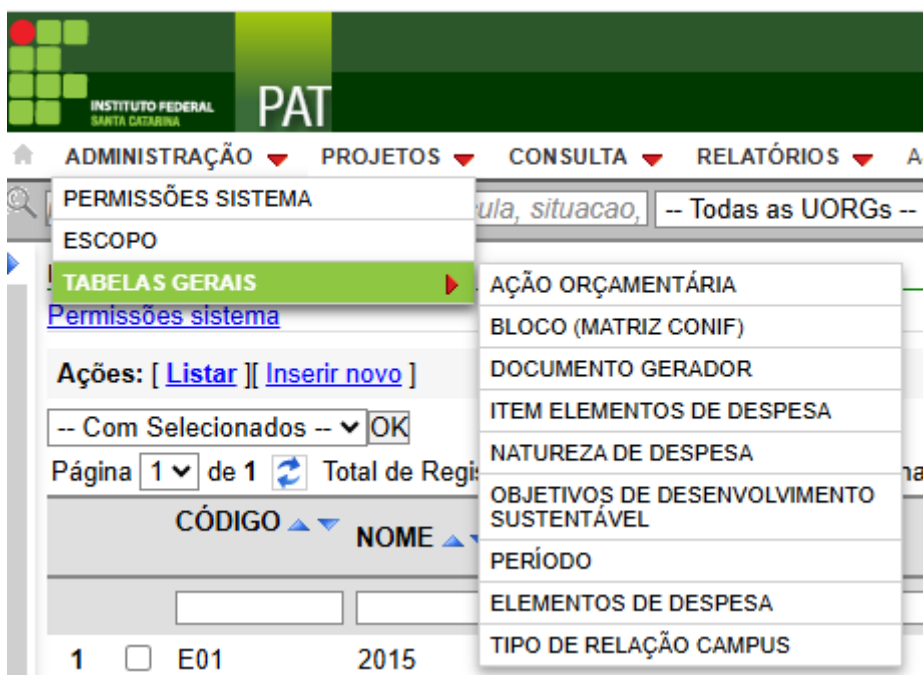 INSTITUTO FEDERAL
SANTA CATARINA
PAT
ADMINISTRAÇÃO PROJETOS CONSULTA RELATÓRIOS A
PERMISSÕES SISTEMA
ula, situacao, -- Todas as UORGs --
ESCOPO
TABELAS GERAIS
AÇÃO ORÇAMENTÁRIA
Permissões sistema
BLOCO (MATRIZ CONIF)
Ações: [ Listar ][ Inserir novo ]
DOCUMENTO GERADOR
-- Com Selecionados -- OK
ITEM ELEMENTOS DE DESPESA
Página 1 de 1 Total de Regis
NATUREZA DE DESPESA
na
OBJETIVOS DE DESENVOLVIMENTO
SUSTENTÁVEL
CÓDIGO NOME
PERÍODO
ELEMENTOS DE DESPESA
TIPO DE RELAÇÃO CAMPUS
1 E01 2015